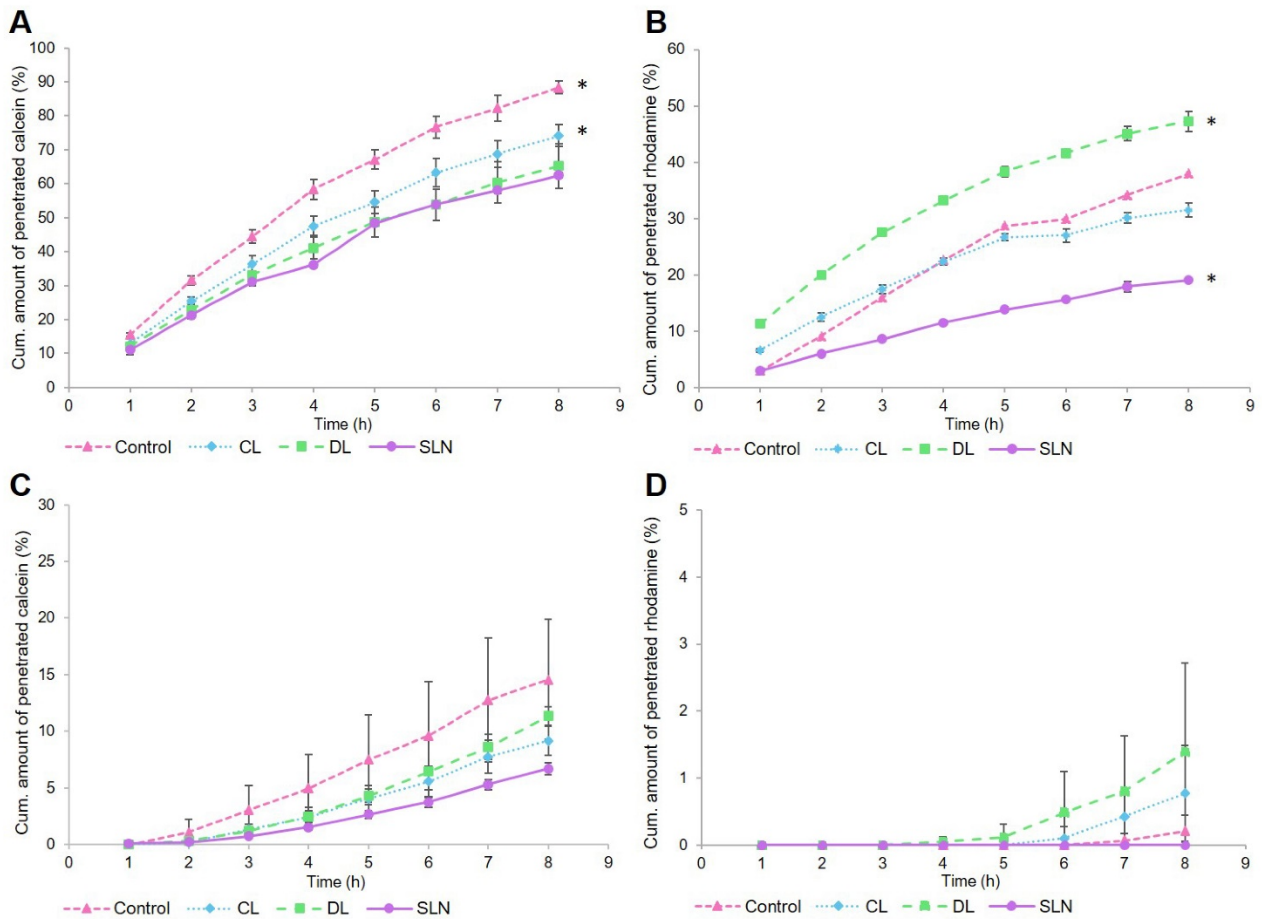 A
Cum. amount of penetrated calcein (%)
100
90
80
70
60
50
40
30
20
10
0
*
*
0 1 2 3 4 5 6 7 8 9
Time (h)
Control CL DL SLN
B
Cum. amount of penetrated rhodamine (%)
60
50
40
30
20
10
0
*
*
0 1 2 3 4 5 6 7 8 9
Time (h)
Control CL DL SLN
C
Cum. amount of penetrated calcein (%)
30
25
20
15
10
5
0
0 1 2 3 4 5 6 7 8 9
Time (h)
Control CL DL SLN
D
Cum. amount of penetrated rhodamine (%)
5
4
3
2
1
0
0 1 2 3 4 5 6 7 8 9
Time (h)
Control CL DL SLN